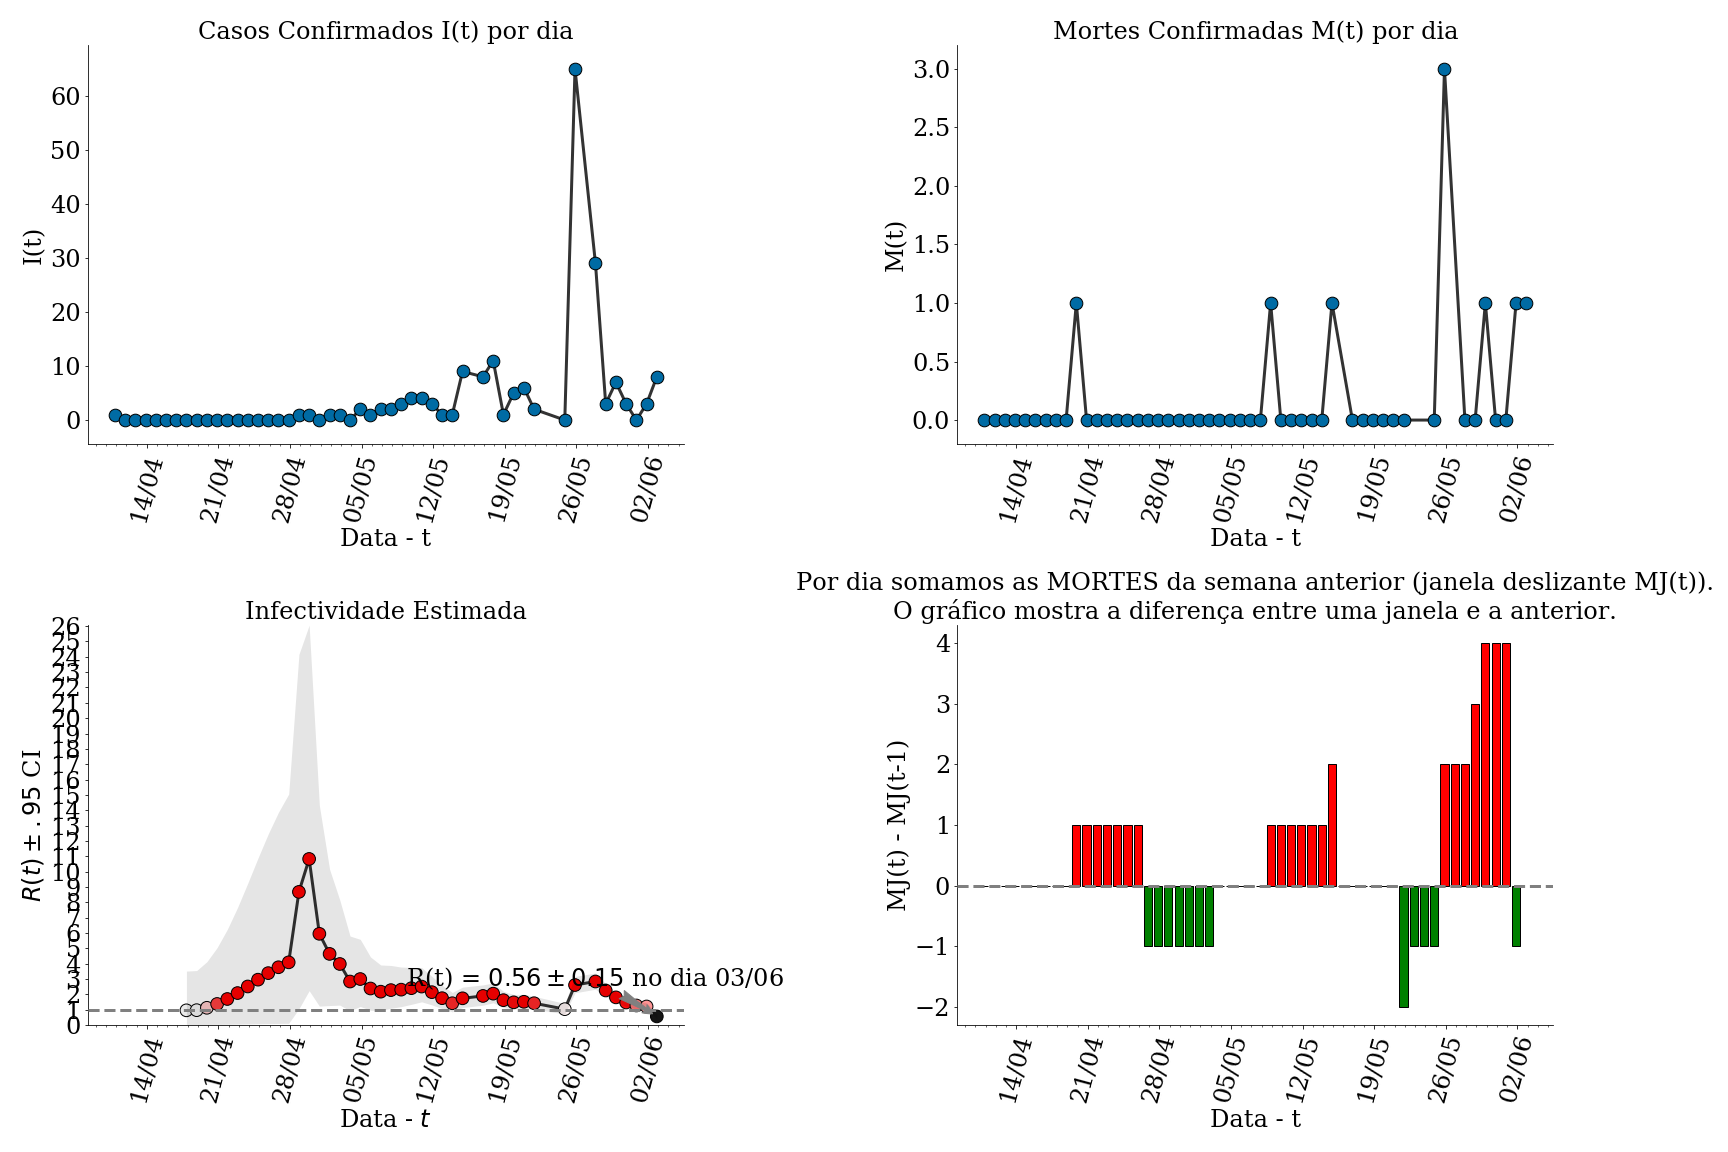 Casos Confirmados I(t) por dia
I(t)
60
50
40
30
20
10
0
14/04 21/04 28/04 05/05 12/05 19/05 26/05 02/06
Data - t
Mortes Confirmadas M(t) por dia
M(t)
3.0
2.5
2.0
1.5
1.0
0.5
0.0
14/04 21/04 28/04 05/05 12/05 19/05 26/05 02/06
Data - t
Infectividade Estimada
R(t) ± .95 CI
26
25
24
23
22
21
20
19
18
17
16
15
14
13
12
11
10
9
8
7
6
5
4
3
2
1
0
R(t) = 0.56 ± 0.15 no dia 03/06
14/04 21/04 28/04 05/05 12/05 19/05 26/05 02/06
Data - t
Por dia somamos as MORTES da semana anterior (janela deslizante MJ(t)).
O gráfico mostra a diferença entre uma janela e a anterior.
MJ(t) - MJ(t-1)
4
3
2
1
0
−1
−2
14/04 21/04 28/04 05/05 12/05 19/05 26/05 02/06
Data - t